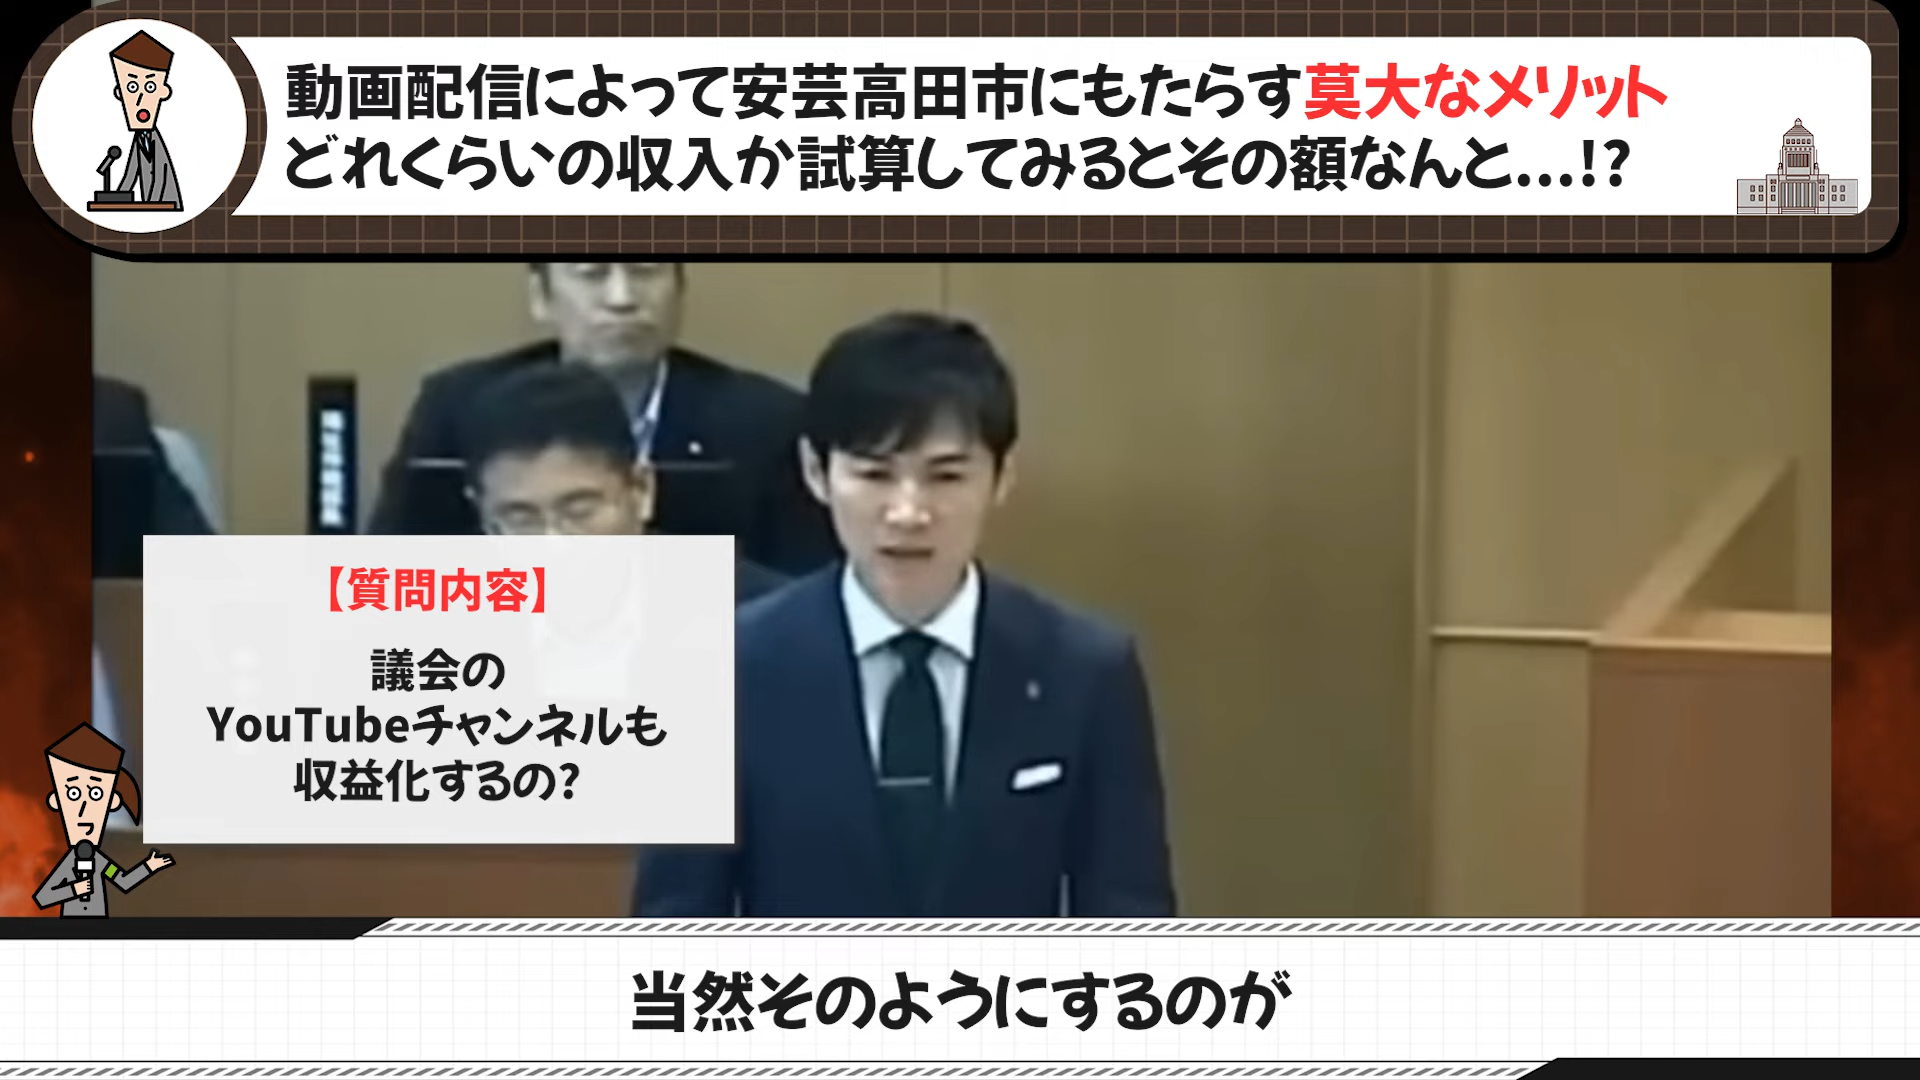 動画配信によって安芸高田市にもたらす莫大なメリット
どれくらいの収入か試算してみるとその額なんと...!?
【質問内容】
議会の
YouTubeチャンネルも
収益化するの?
当然そのようにするのが